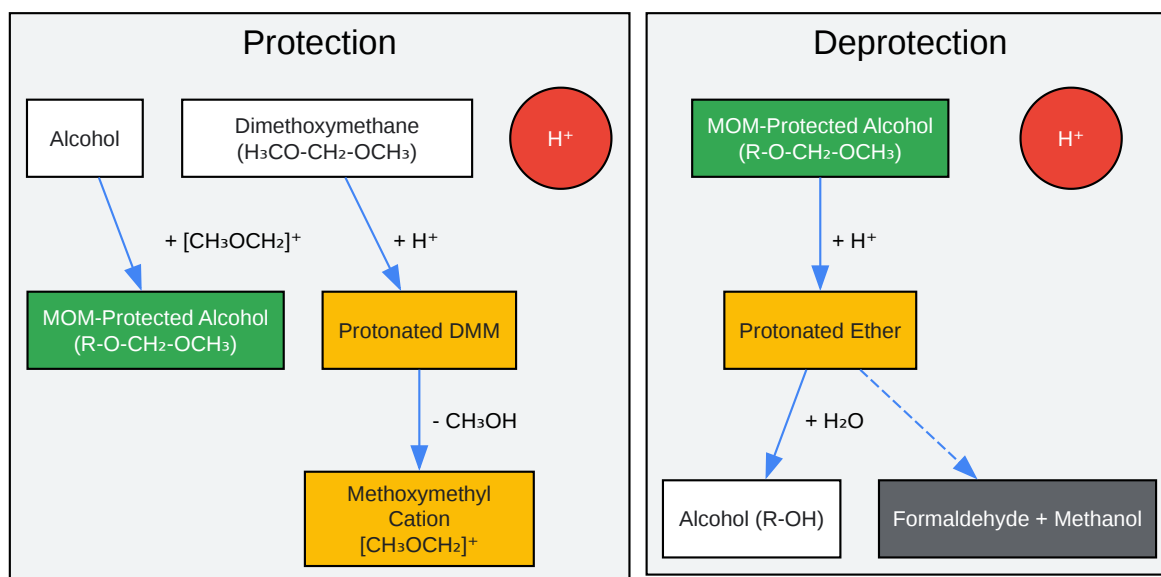 Protection
Alcohol
Dimethoxymethane
(H₃CO-CH₂-OCH₃)
H⁺
+ [CH₃OCH₂]⁺
+ H⁺
MOM-Protected Alcohol
(R-O-CH₂-OCH₃)
Protonated DMM
- CH₃OH
Methoxymethyl
Cation
[CH₃OCH₂]⁺
Deprotection
MOM-Protected Alcohol
(R-O-CH₂-OCH₃)
H⁺
+ H⁺
Protonated Ether
+ H₂O
Alcohol (R-OH)
Formaldehyde + Methanol